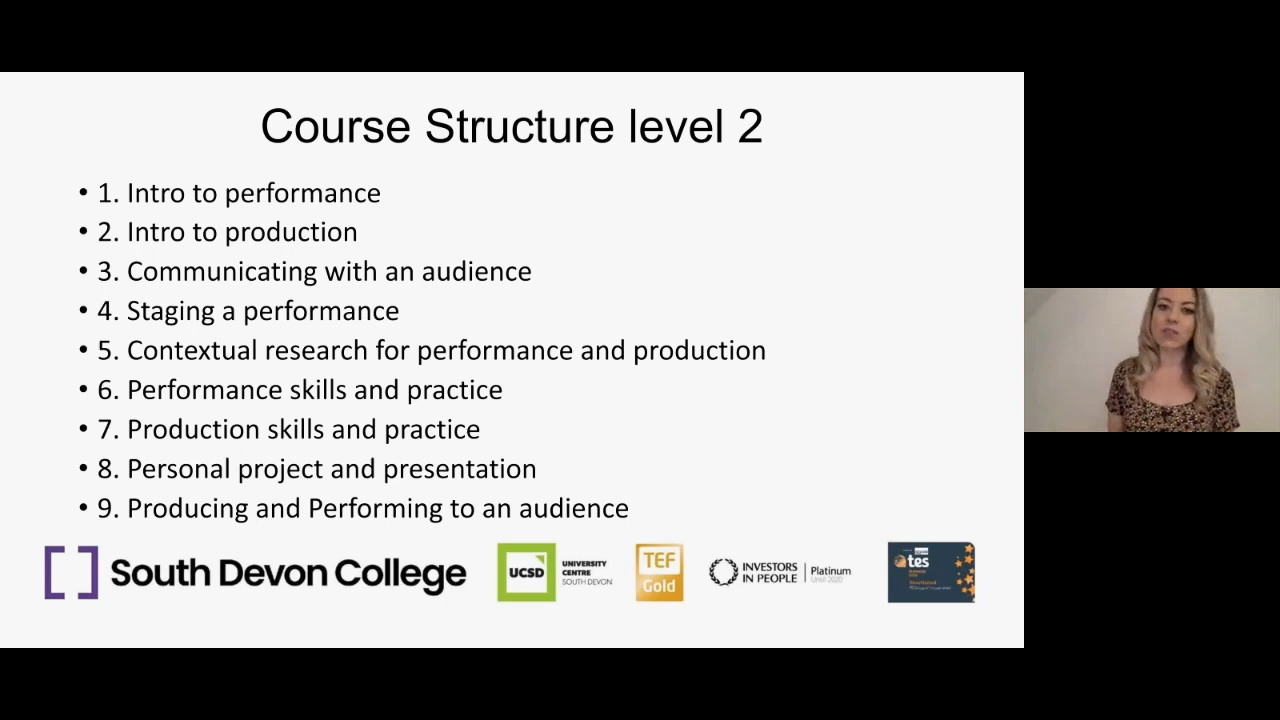 Course Structure level 2
• 1. Intro to performance
• 2. Intro to production
• 3. Communicating with an audience
• 4. Staging a performance
• 5. Contextual research for performance and production
• 6. Performance skills and practice
• 7. Production skills and practice
• 8. Personal project and presentation
• 9. Producing and Performing to an audience
South Devon College
UCSD
UNIVERSITY
CENTRE
SOUTH DEVON
TEF
Gold
INVESTORS
IN PEOPLE
Platinum
Until 2020
tes